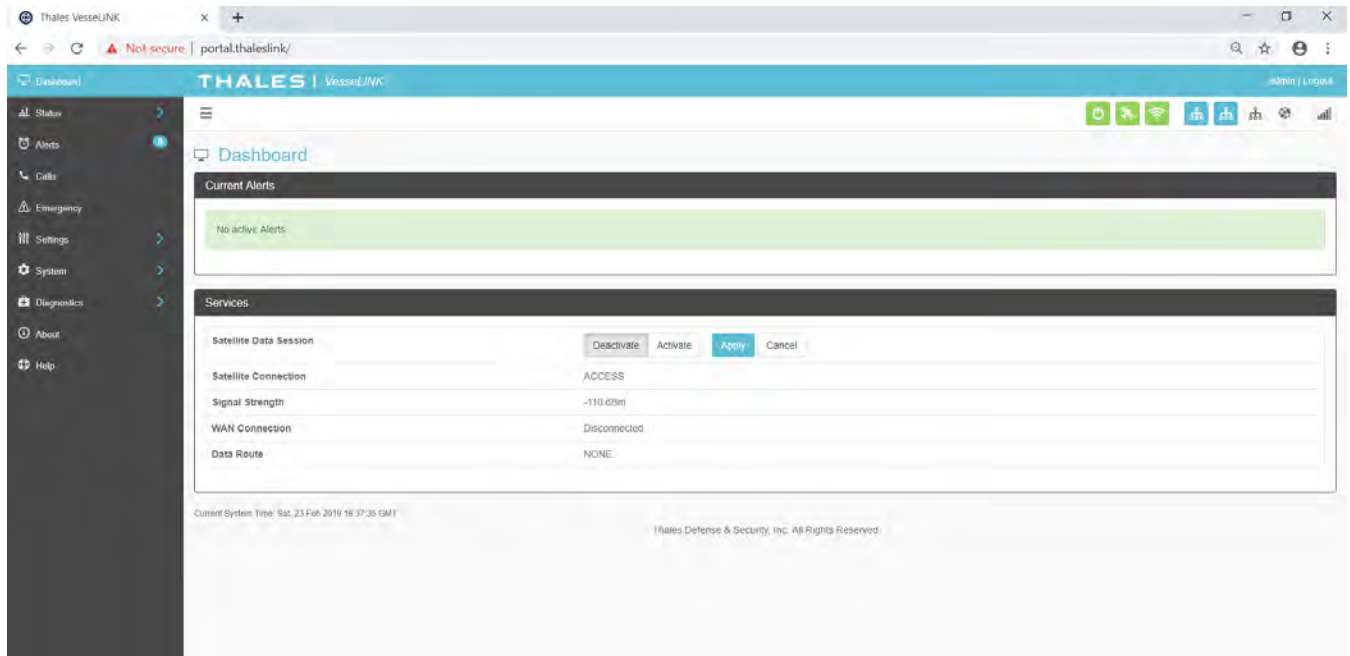 Thales VesseLINK
Not secure | portal.thaleslink/
Dashboard
THALES | VesseLINK
admin | Logout
Status
Alerts
Calls
Emergency
Settings
System
Diagnostics
About
Help
Dashboard
Current Alerts
No active Alerts
Services
Satellite Data Session
Deactivate Activate Apply Cancel
Satellite Connection ACCESS
Signal Strength
WAN Connection Disconnected
Data Route NONE
Current System Time: Sat, 23 Feb 2019 16:37:35 GMT
Thales Defense & Security, Inc. All Rights Reserved